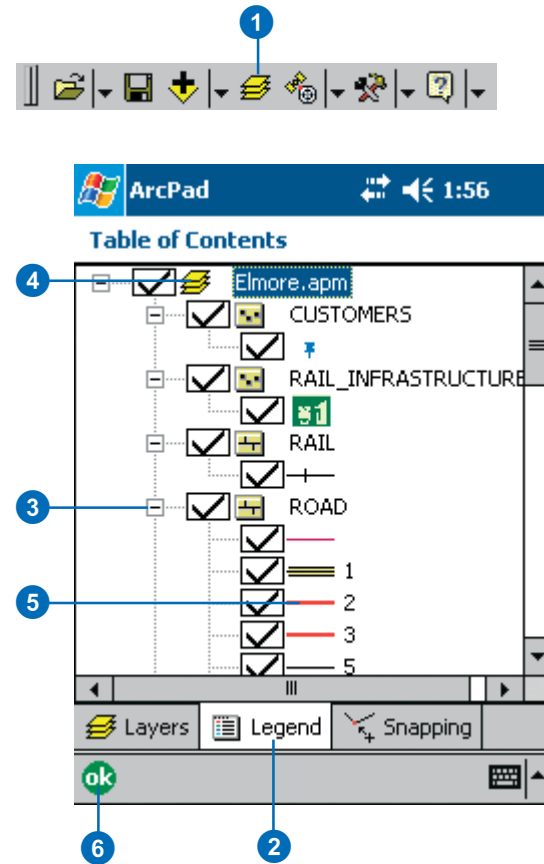 1
ArcPad 1:56
Table of Contents
4
Elmore.apm
CUSTOMERS
RAIL_INFRASTRUCTURE
RAIL
3
ROAD
1
5
2
3
5
Layers Legend Snapping
ok
6 2